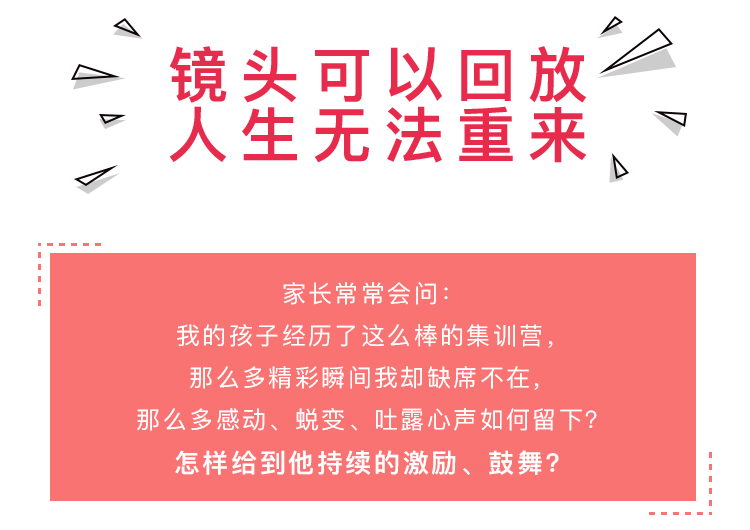 镜头可以回放
人生无法重来
家长常常会问：
我的孩子经历了这么棒的集训营，
那么多精彩瞬间我却缺席不在，
那么多感动、蜕变、吐露心声如何留下？
怎样给到他持续的激励、鼓舞？